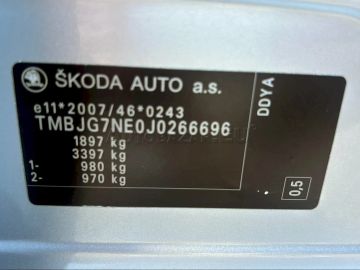 ŠKODA AUTO a.s.
e11*2007/46*0243
TMBJG7NE0J0266696
1897 kg
3397 kg
1- 980 kg
2- 970 kg
DDYA
0,5